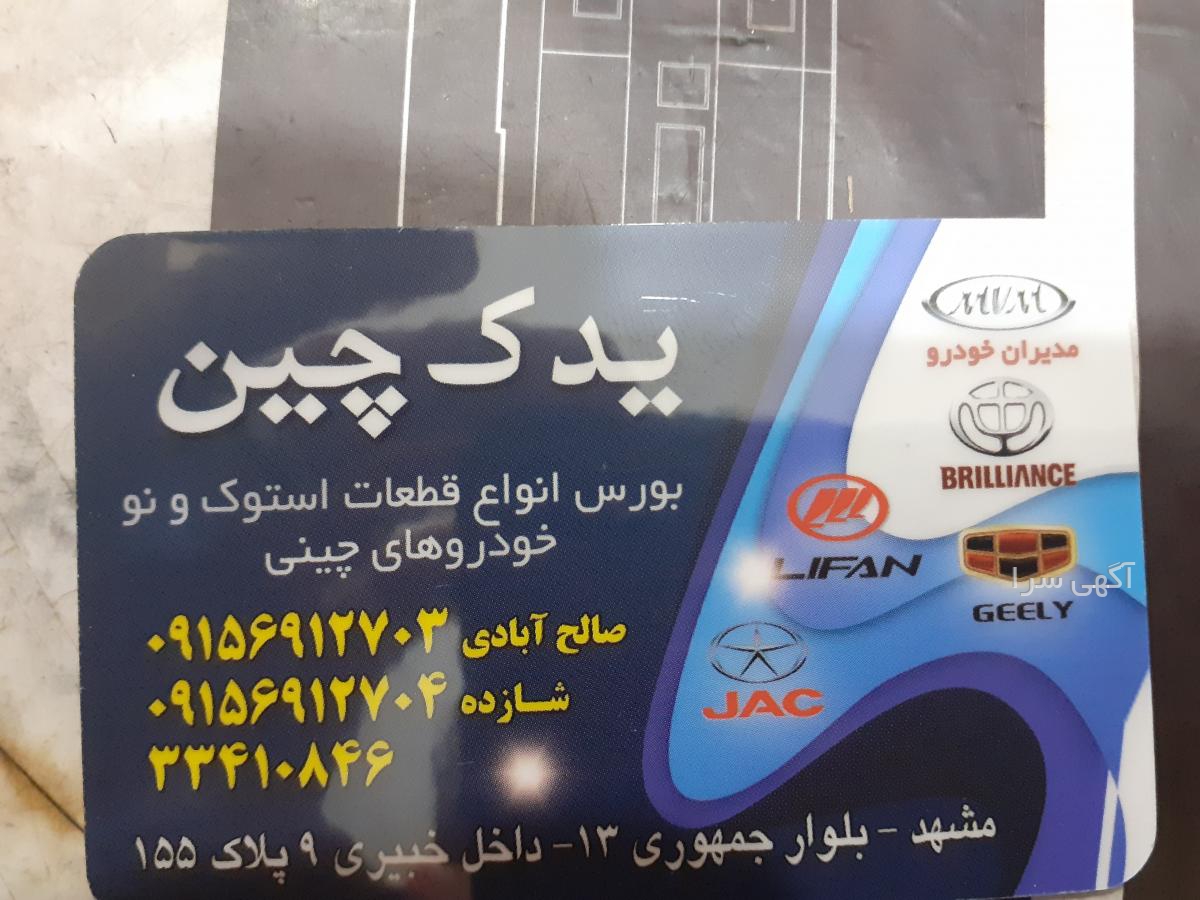 یدک چین
بورس انواع قطعات استوک و نو
خودروهای چینی
صالح آبادی ۰۹۱۵۶۹۱۲۷۰۳
شازده ۰۹۱۵۶۹۱۲۷۰۴
۳۳۴۱۰۸۴۶
مشهد - بلوار جمهوری ۱۳- داخل خبیری ۹ پلاک ۱۵۵
MVM
مدیران خودرو
BRILLIANCE
LIFAN
GEELY
JAC
آگهی سرا